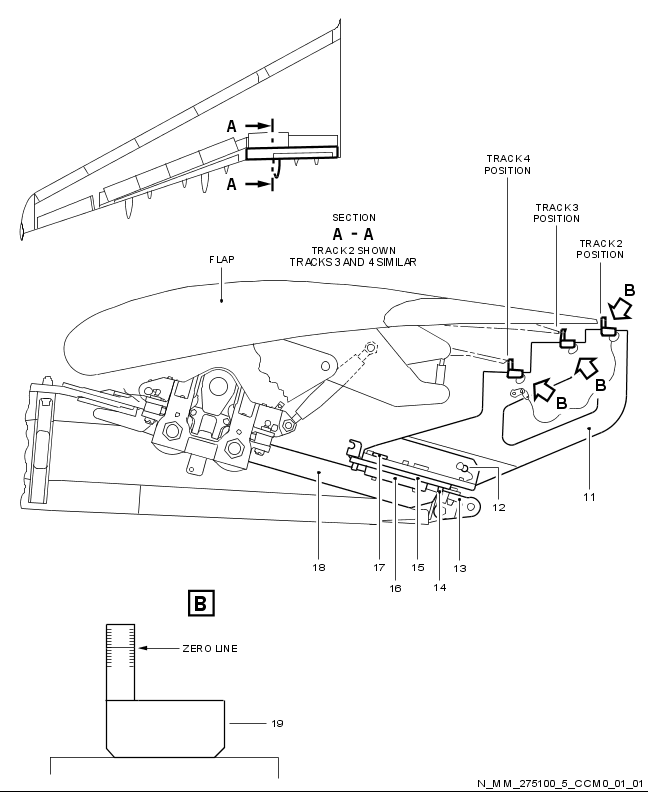 A
A
TRACK 4
POSITION
TRACK 3
POSITION
TRACK 2
POSITION
SECTION
A - A
TRACK 2 SHOWN
TRACKS 3 AND 4 SIMILAR
FLAP
B
B
B
12
11
18
17
16
15
14
13
B
ZERO LINE
19
N_MM_275100_5_CCM0_01_01